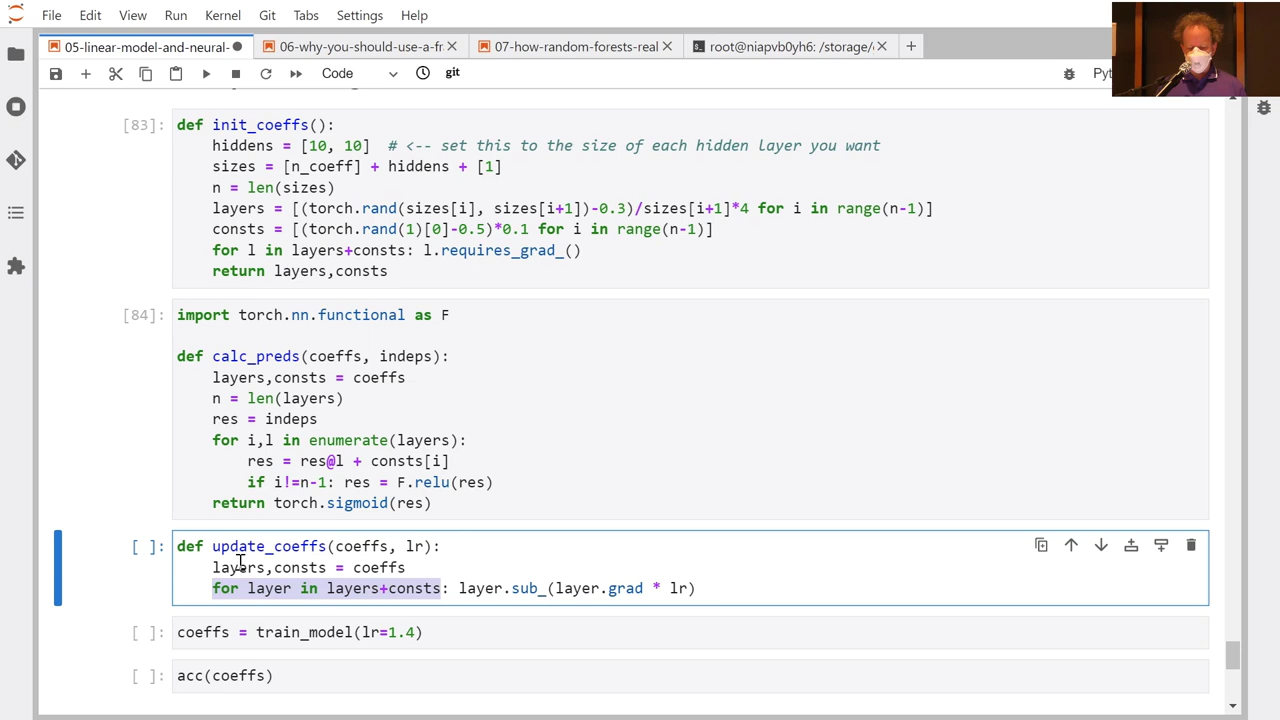 File Edit View Run Kernel Git Tabs Settings Help
05-linear-model-and-neural- 06-why-you-should-use-a-fr 07-how-random-forests-real root@niapvb0yh6: /storage/
Code git
[83]: def init_coeffs():
hiddens = [10, 10]  # <-- set this to the size of each hidden layer you want
sizes = [n_coeff] + hiddens + [1]
n = len(sizes)
layers = [(torch.rand(sizes[i], sizes[i+1])-0.3)/sizes[i+1]*4 for i in range(n-1)]
consts = [(torch.rand(1)[0]-0.5)*0.1 for i in range(n-1)]
for l in layers+consts: l.requires_grad_()
return layers,consts
[84]: import torch.nn.functional as F
def calc_preds(coeffs, indeps):
layers,consts = coeffs
n = len(layers)
res = indeps
for i,l in enumerate(layers):
res = res@l + consts[i]
if i!=n-1: res = F.relu(res)
return torch.sigmoid(res)
[ ]: def update_coeffs(coeffs, lr):
layers,consts = coeffs
for layer in layers+consts: layer.sub_(layer.grad * lr)
[ ]: coeffs = train_model(lr=1.4)
[ ]: acc(coeffs)